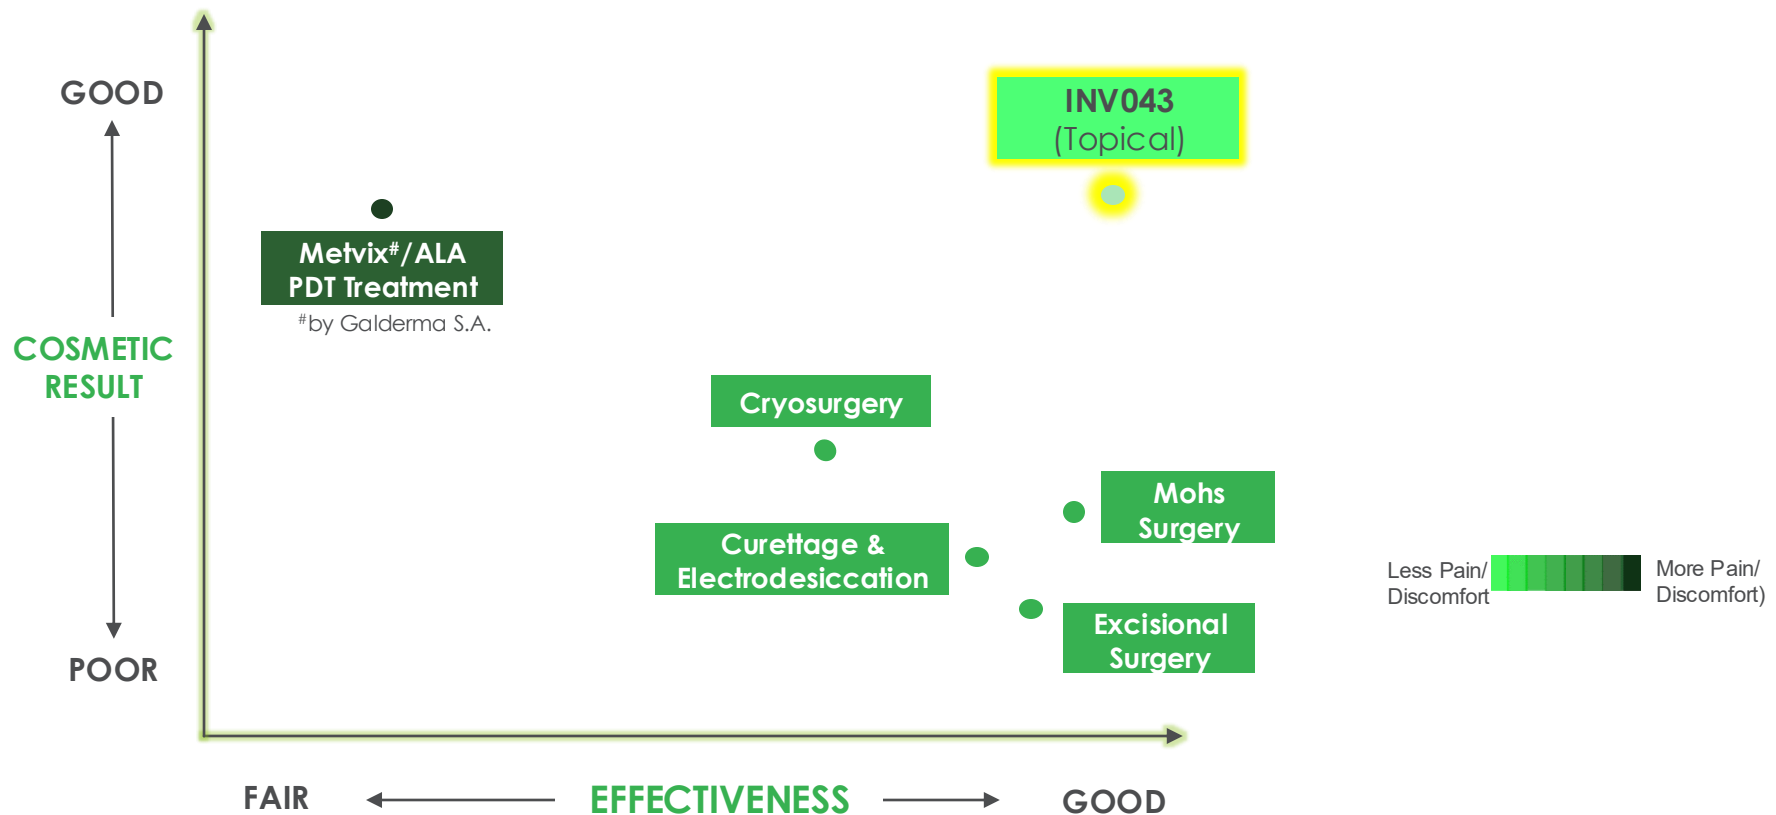 GOOD
INV043
(Topical)
Metvix#/ALA
PDT Treatment
#by Galderma S.A.
COSMETIC
RESULT
Cryosurgery
Mohs
Surgery
Curettage &
Electrodesiccation
Less Pain/
Discomfort
More Pain/
Discomfort)
Excisional
Surgery
POOR
FAIR
EFFECTIVENESS
GOOD